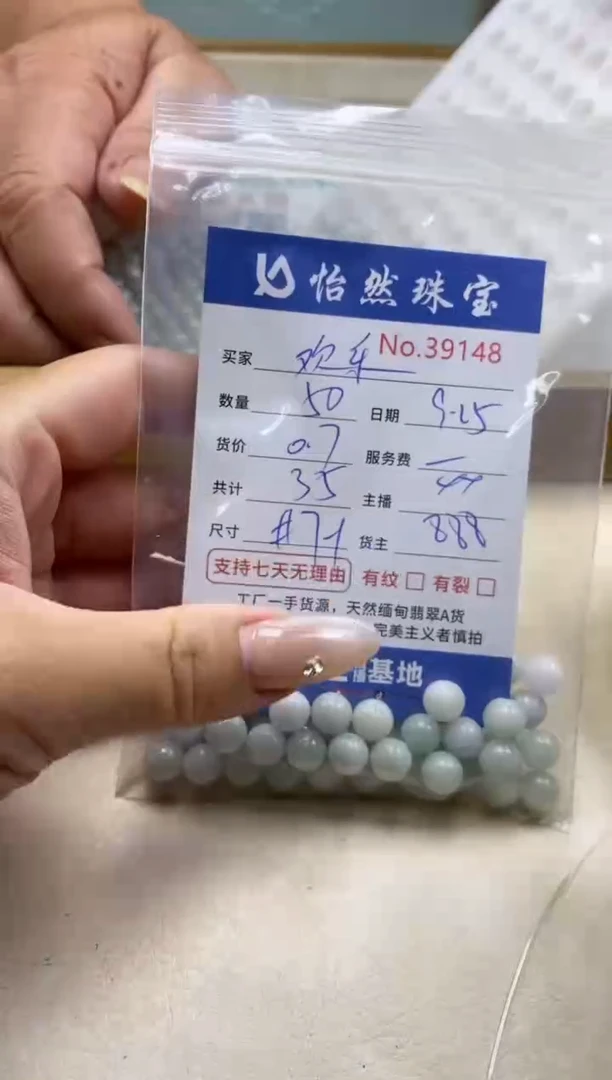 怡然珠宝
No.39148
买家 欢乐
数量 50 日期 9.25
货价 0.7 服务费
共计 35 主播
尺寸 #71 货主 888
支持七天无理由 有纹 有裂
工厂一手货源，天然缅甸翡翠A货
完美主义者慎拍
播基地